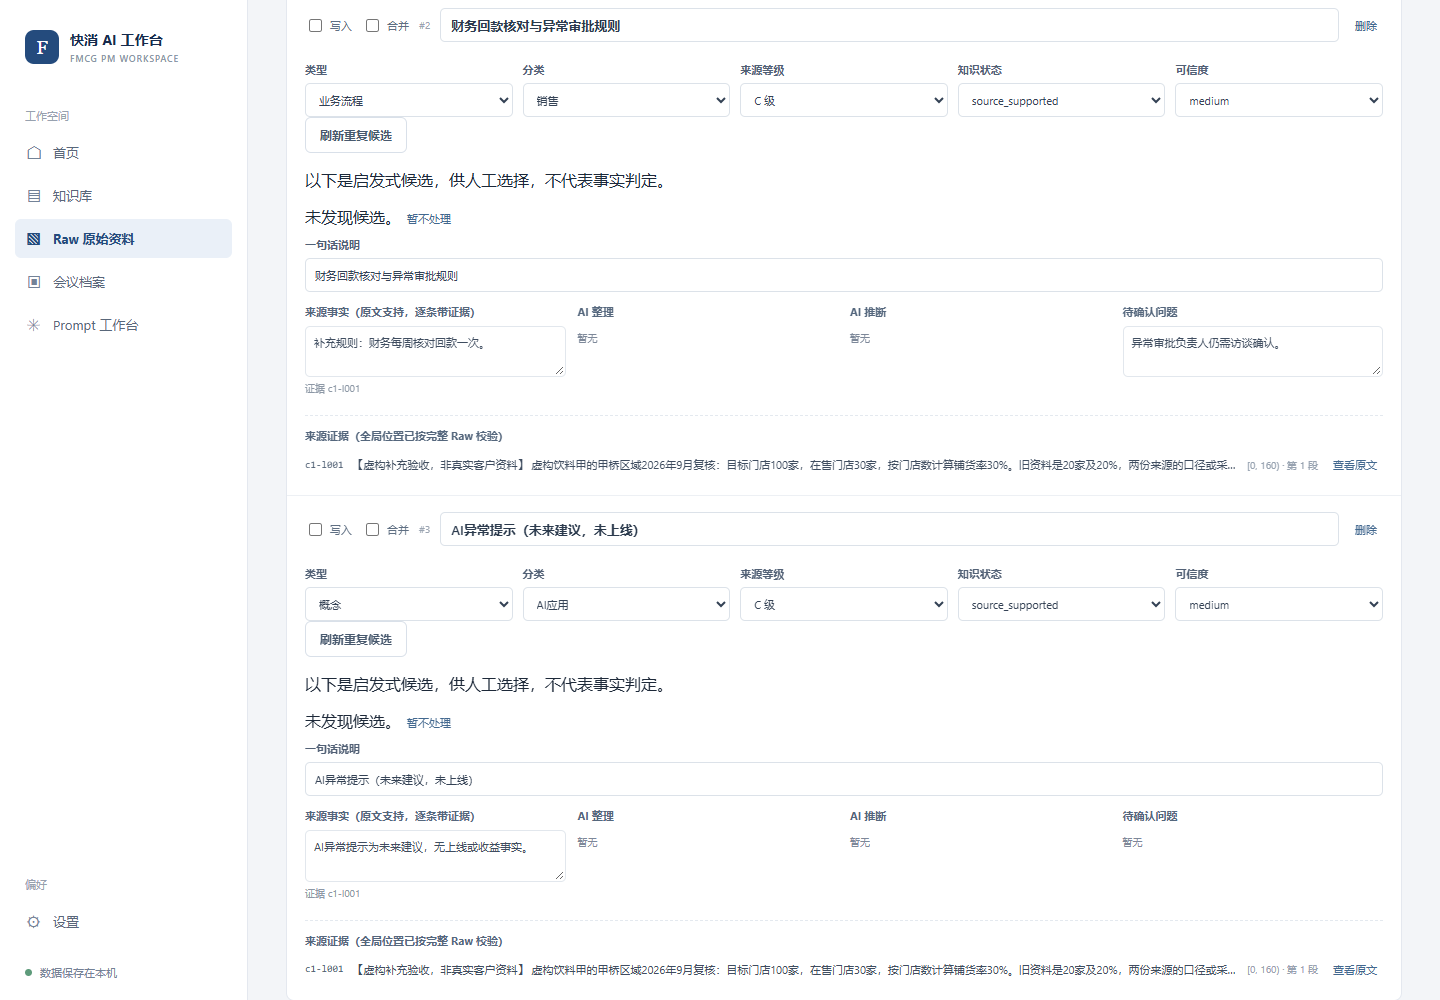 F
快消 AI 工作台
FMCG PM WORKSPACE
工作空间
首页
知识库
Raw 原始资料
会议档案
Prompt 工作台
偏好
设置
数据保存在本机
写入 合并 #2 财务回款核对与异常审批规则 删除
类型 分类 来源等级 知识状态 可信度
业务流程 销售 C 级 source_supported medium
刷新重复候选
以下是启发式候选，供人工选择，不代表事实判定。
未发现候选。 暂不处理
一句话说明
财务回款核对与异常审批规则
来源事实（原文支持，逐条带证据） AI 整理 AI 推断 待确认问题
补充规则：财务每周核对回款一次。 暂无 暂无 异常审批负责人仍需访谈确认。
证据 c1-l001
来源证据（全局位置已按完整 Raw 校验）
c1-l001 【虚构补充验收，非真实客户资料】 虚构饮料甲的甲桥区域2026年9月复核：目标门店100家，在售门店30家，按门店数计算铺货率30%。旧资料是20家及20%，两份来源的口径或采... [0, 160) · 第 1 段 查看原文
写入 合并 #3 AI异常提示（未来建议，未上线） 删除
类型 分类 来源等级 知识状态 可信度
概念 AI应用 C 级 source_supported medium
刷新重复候选
以下是启发式候选，供人工选择，不代表事实判定。
未发现候选。 暂不处理
一句话说明
AI异常提示（未来建议，未上线）
来源事实（原文支持，逐条带证据） AI 整理 AI 推断 待确认问题
AI异常提示为未来建议，无上线或收益事实。 暂无 暂无 暂无
证据 c1-l001
来源证据（全局位置已按完整 Raw 校验）
c1-l001 【虚构补充验收，非真实客户资料】 虚构饮料甲的甲桥区域2026年9月复核：目标门店100家，在售门店30家，按门店数计算铺货率30%。旧资料是20家及20%，两份来源的口径或采... [0, 160) · 第 1 段 查看原文